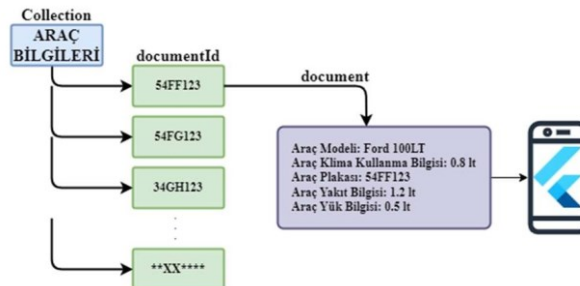 Collection
ARAÇ
BİLGİLERİ
documentId
54FF123
54FG123
34GH123
**XX****
document
Araç Modeli: Ford 100LT
Araç Klima Kullanma Bilgisi: 0.8 lt
Araç Plakası: 54FF123
Araç Yakıt Bilgisi: 1.2 lt
Araç Yük Bilgisi: 0.5 lt